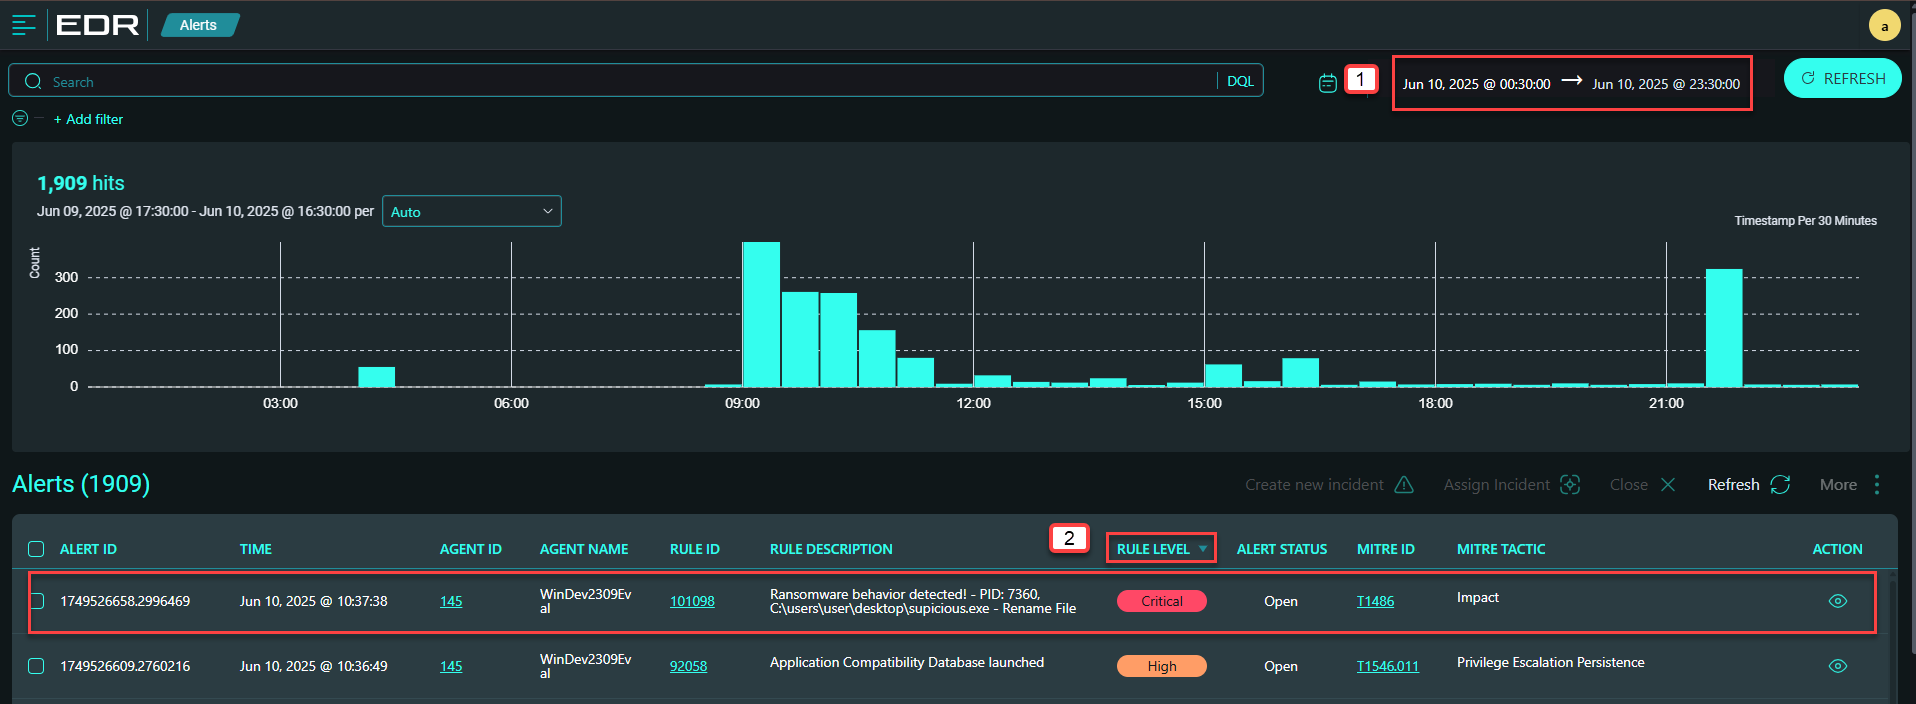 EDR
Alerts
a
Search
DQL
1
Jun 10, 2025 @ 00:30:00 → Jun 10, 2025 @ 23:30:00
REFRESH
+ Add filter
1,909 hits
Jun 09, 2025 @ 17:30:00 - Jun 10, 2025 @ 16:30:00 per
Auto
Timestamp Per 30 Minutes
Count
300
200
100
0
03:00 06:00 09:00 12:00 15:00 18:00 21:00
Alerts (1909)
Create new incident
Assign Incident
Close
Refresh
More
2
ALERT ID TIME AGENT ID AGENT NAME RULE ID RULE DESCRIPTION RULE LEVEL ALERT STATUS MITRE ID MITRE TACTIC ACTION
1749526658.2996469
Jun 10, 2025 @ 10:37:38
145
WinDev2309Ev
al
101098
Ransomware behavior detected! - PID: 7360,
C:\users\user\desktop\supicious.exe - Rename File
Critical
Open
T1486
Impact
1749526609.2760216
Jun 10, 2025 @ 10:36:49
145
WinDev2309Ev
al
92058
Application Compatibility Database launched
High
Open
T1546.011
Privilege Escalation Persistence